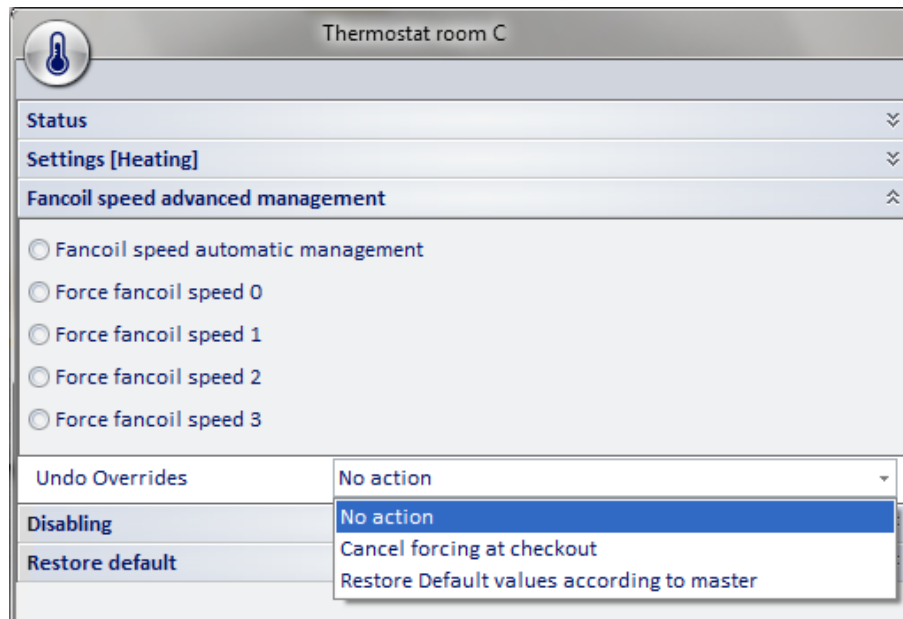 Thermostat room C
Status
Settings [Heating]
Fancoil speed advanced management
Fancoil speed automatic management
Force fancoil speed 0
Force fancoil speed 1
Force fancoil speed 2
Force fancoil speed 3
Undo Overrides No action
Disabling No action
Cancel forcing at checkout
Restore default Restore Default values according to master